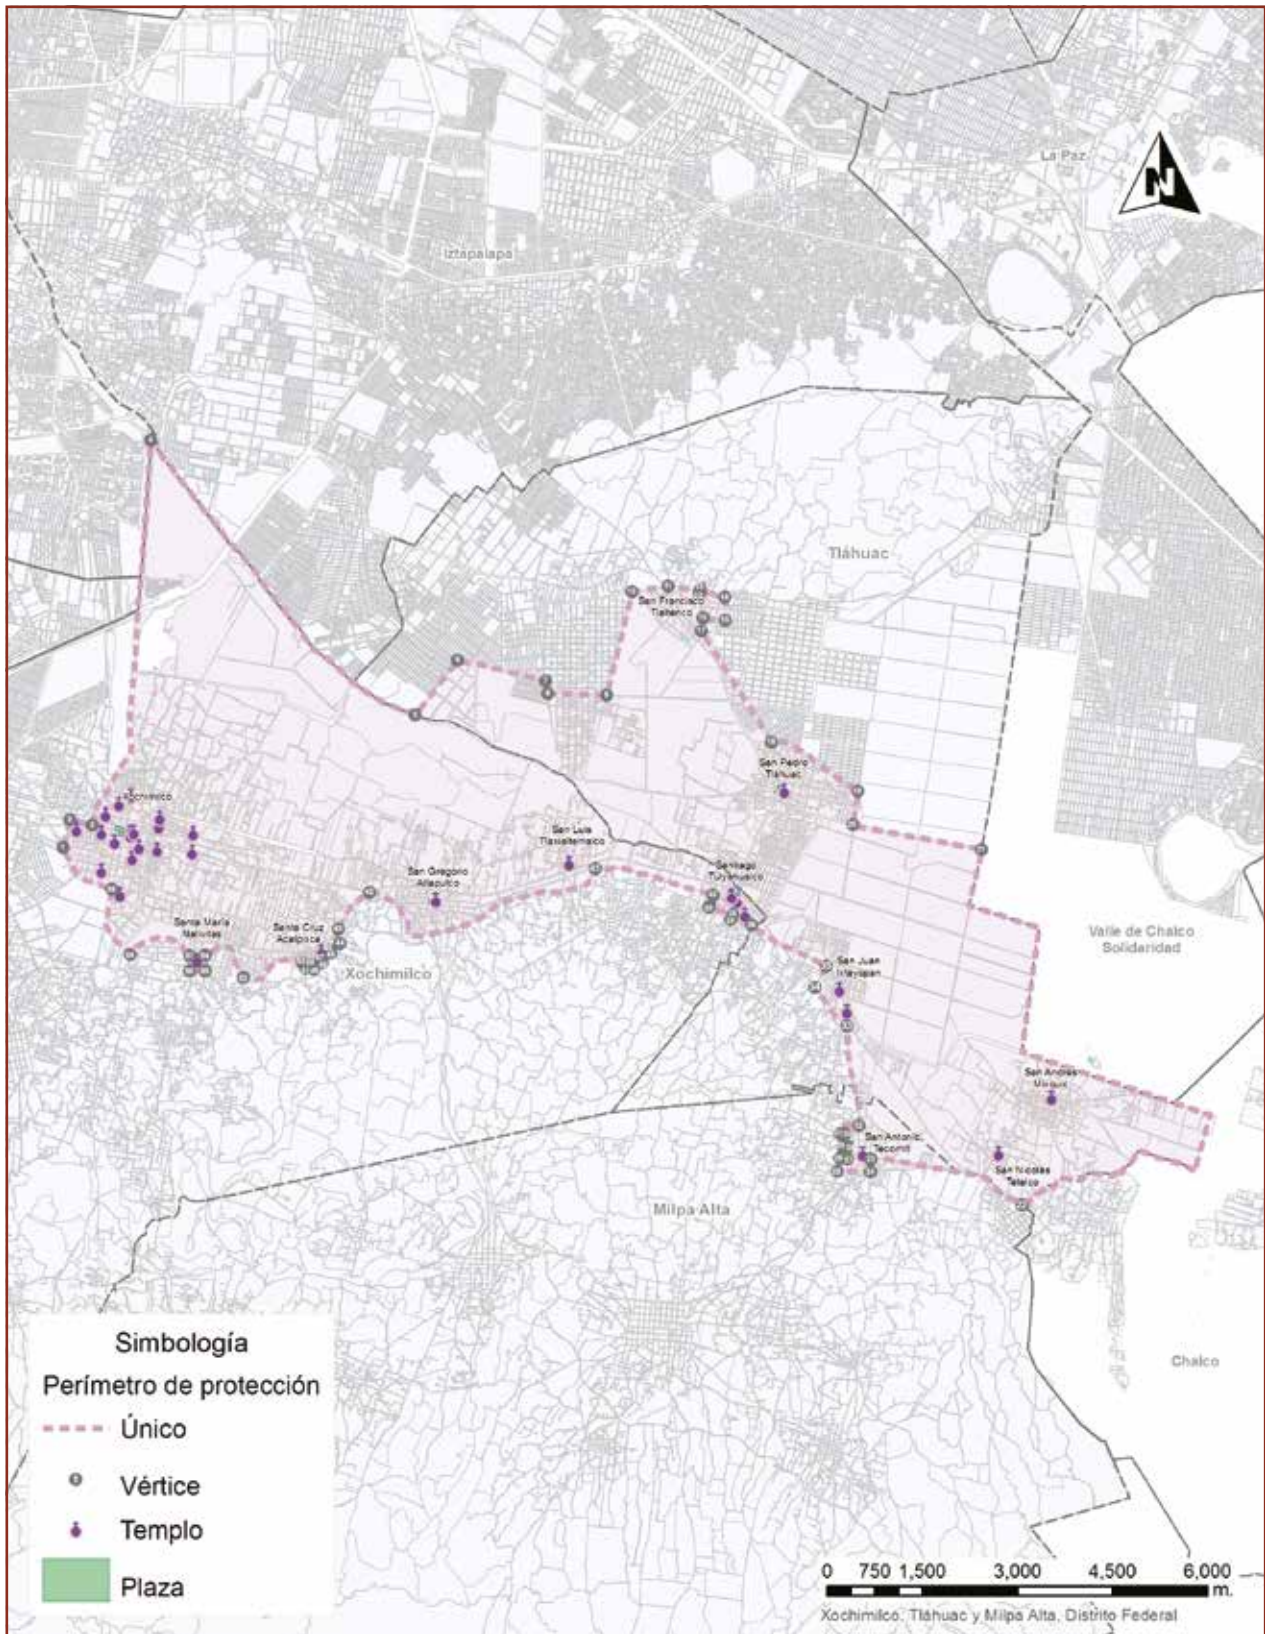 La Paz
N
Iztapalapa
Tláhuac
San Francisco
Tlaltenco
San Pedro
Tláhuac
Xochimilco
San Luis
Tlaxialtemalco
San Gregorio
Atlapulco
Santiago
Tulyehualco
Santa María
Nativitas
Santa Cruz
Acalpixca
Xochimilco
Valle de Chalco
Solidaridad
San Juan
Ixtayopan
San Andrés
Mixquic
San Antonio
Tecomitl
San Nicolas
Tetelco
Milpa Alta
Chalco
Simbología
Perímetro de protección
Único
Vértice
Templo
Plaza
0 750 1,500 3,000 4,500 6,000
m.
Xochimilco, Tláhuac y Milpa Alta, Distrito Federal